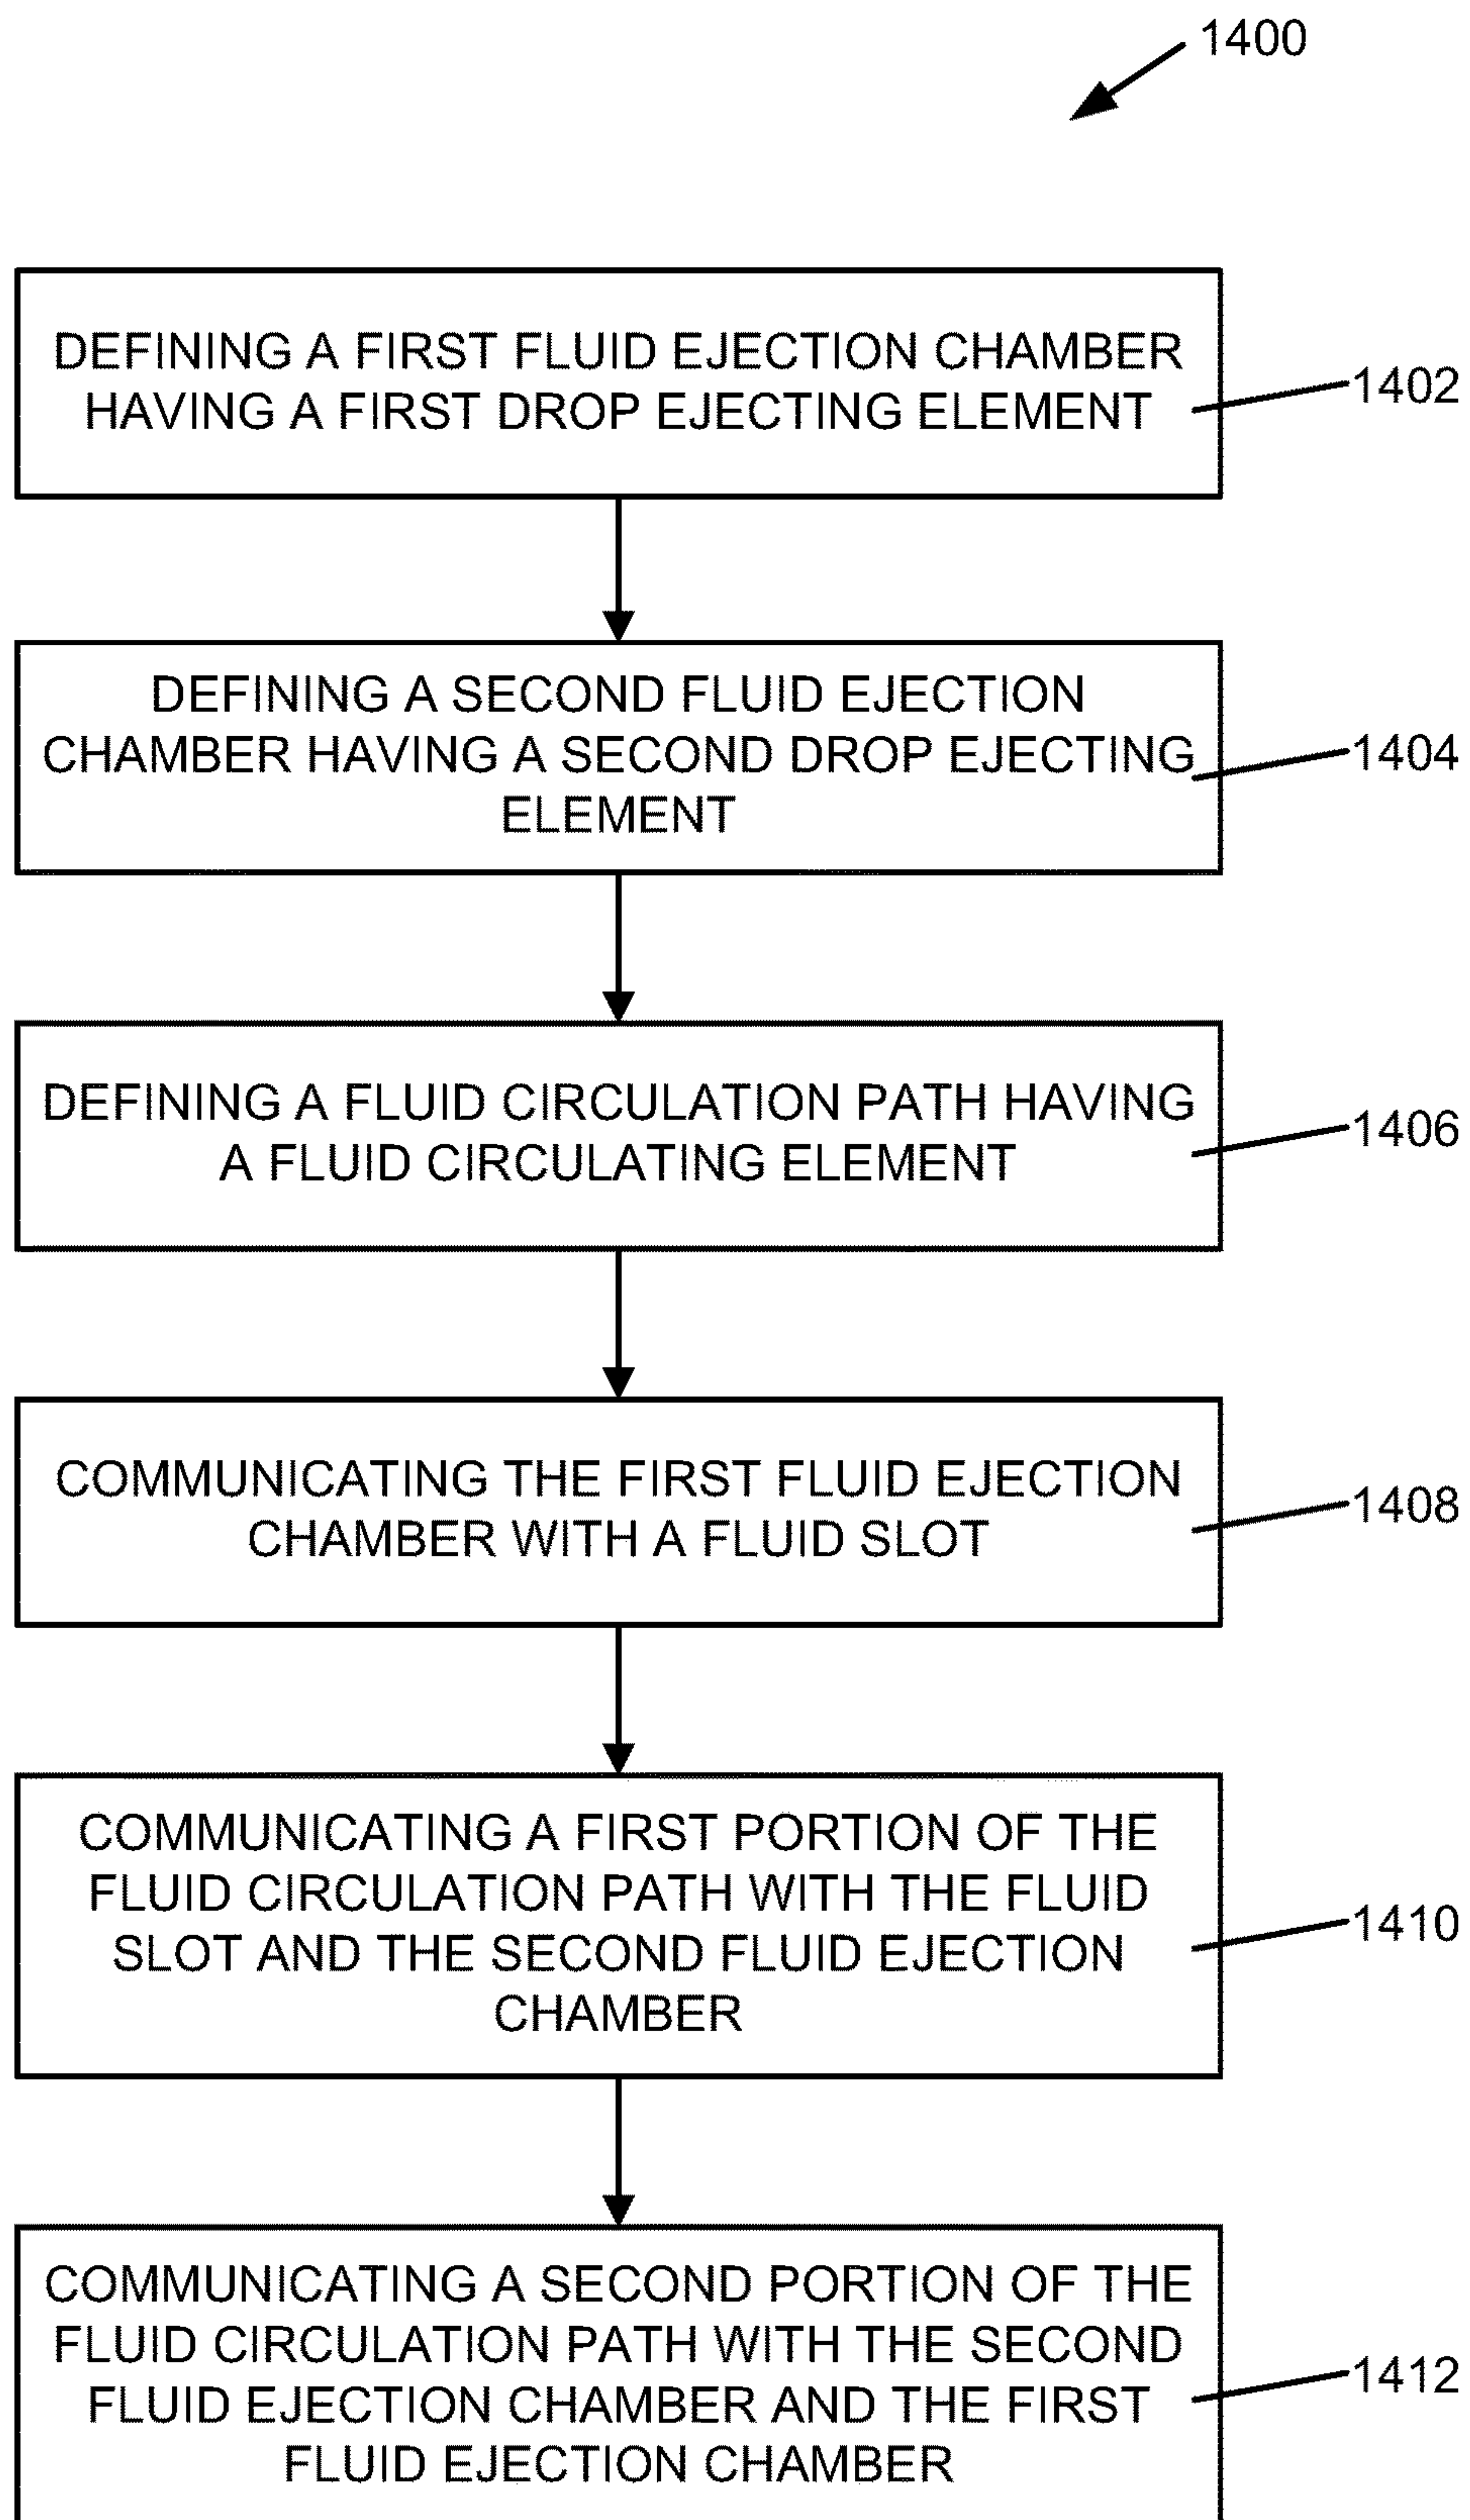 1400
DEFINING A FIRST FLUID EJECTION CHAMBER
HAVING A FIRST DROP EJECTING ELEMENT
1402
DEFINING A SECOND FLUID EJECTION
CHAMBER HAVING A SECOND DROP EJECTING
ELEMENT
1404
DEFINING A FLUID CIRCULATION PATH HAVING
A FLUID CIRCULATING ELEMENT
1406
COMMUNICATING THE FIRST FLUID EJECTION
CHAMBER WITH A FLUID SLOT
1408
COMMUNICATING A FIRST PORTION OF THE
FLUID CIRCULATION PATH WITH THE FLUID
SLOT AND THE SECOND FLUID EJECTION
CHAMBER
1410
COMMUNICATING A SECOND PORTION OF THE
FLUID CIRCULATION PATH WITH THE SECOND
FLUID EJECTION CHAMBER AND THE FIRST
FLUID EJECTION CHAMBER
1412